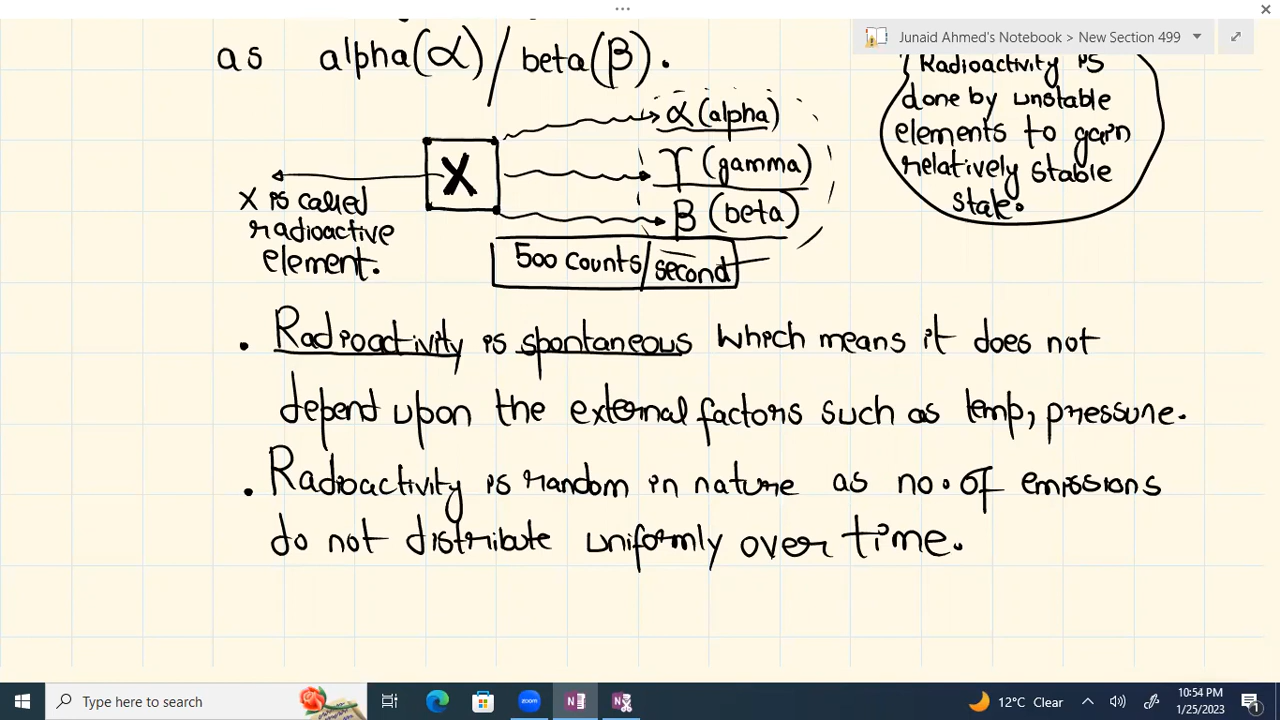 Junaid Ahmed's Notebook > New Section 499
as alpha(α)/beta(β).
Radioactivity is
done by unstable
elements to gain
relatively stable
state.
α (alpha)
X
γ (gamma)
β (beta)
X is called
radioactive
element.
500 counts/second
• Radioactivity is spontaneous which means it does not
depend upon the external factors such as temp, pressure.
• Radioactivity is random in nature as no. of emissions
do not distribute uniformly over time.
Type here to search
zoom
12°C Clear
10:54 PM
1/25/2023
1